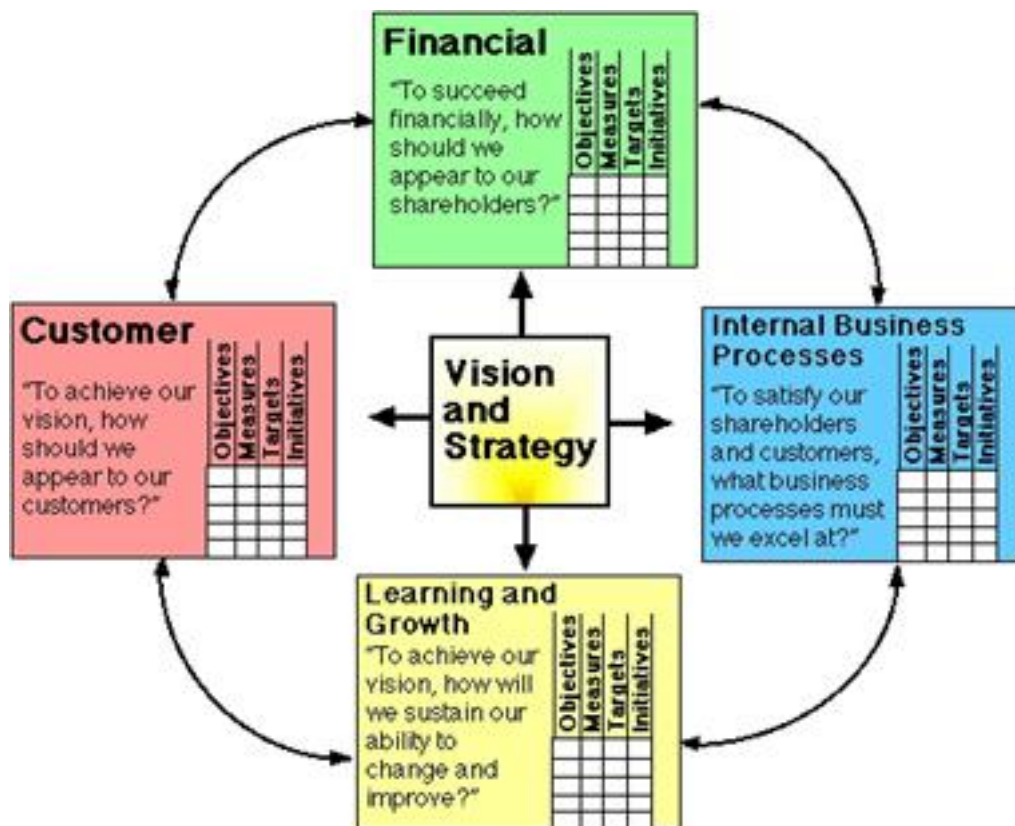 Financial
"To succeed
financially, how
should we
appear to our
shareholders?"
Objectives
Measures
Targets
Initiatives
Customer
"To achieve our
vision, how
should we
appear to our
customers?"
Objectives
Measures
Targets
Initiatives
Vision
and
Strategy
Internal Business
Processes
"To satisfy our
shareholders
and customers,
what business
processes must
we excel at?"
Objectives
Measures
Targets
Initiatives
Learning and
Growth
"To achieve our
vision, how will
we sustain our
ability to
change and
improve?"
Objectives
Measures
Targets
Initiatives